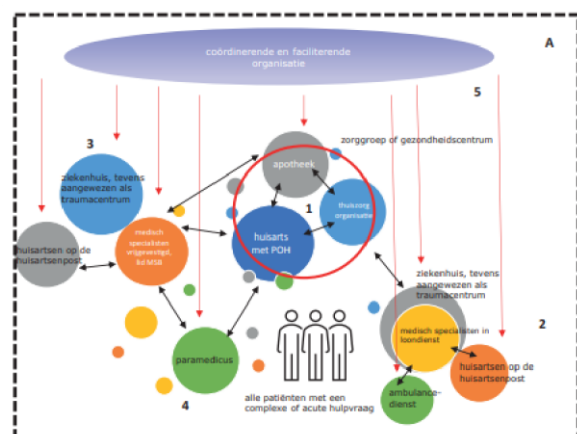 A
coördinerende en faciliterende
organisatie
5
3
zorggroep of gezondheidscentrum
apotheek
ziekenhuis, tevens
aangewezen als
traumacentrum
1
thuiszorg
organisatie
medisch
specialisten
vrijgevestigd,
lid MSB
huisarts
met POH
huisartsen op de
huisartsenpost
ziekenhuis, tevens
aangewezen als
traumacentrum
2
medisch specialisten in
loondienst
paramedicus
huisartsen op de
huisartsenpost
4
alle patiënten met een
complexe of acute hulpvraag
ambulance-
dienst